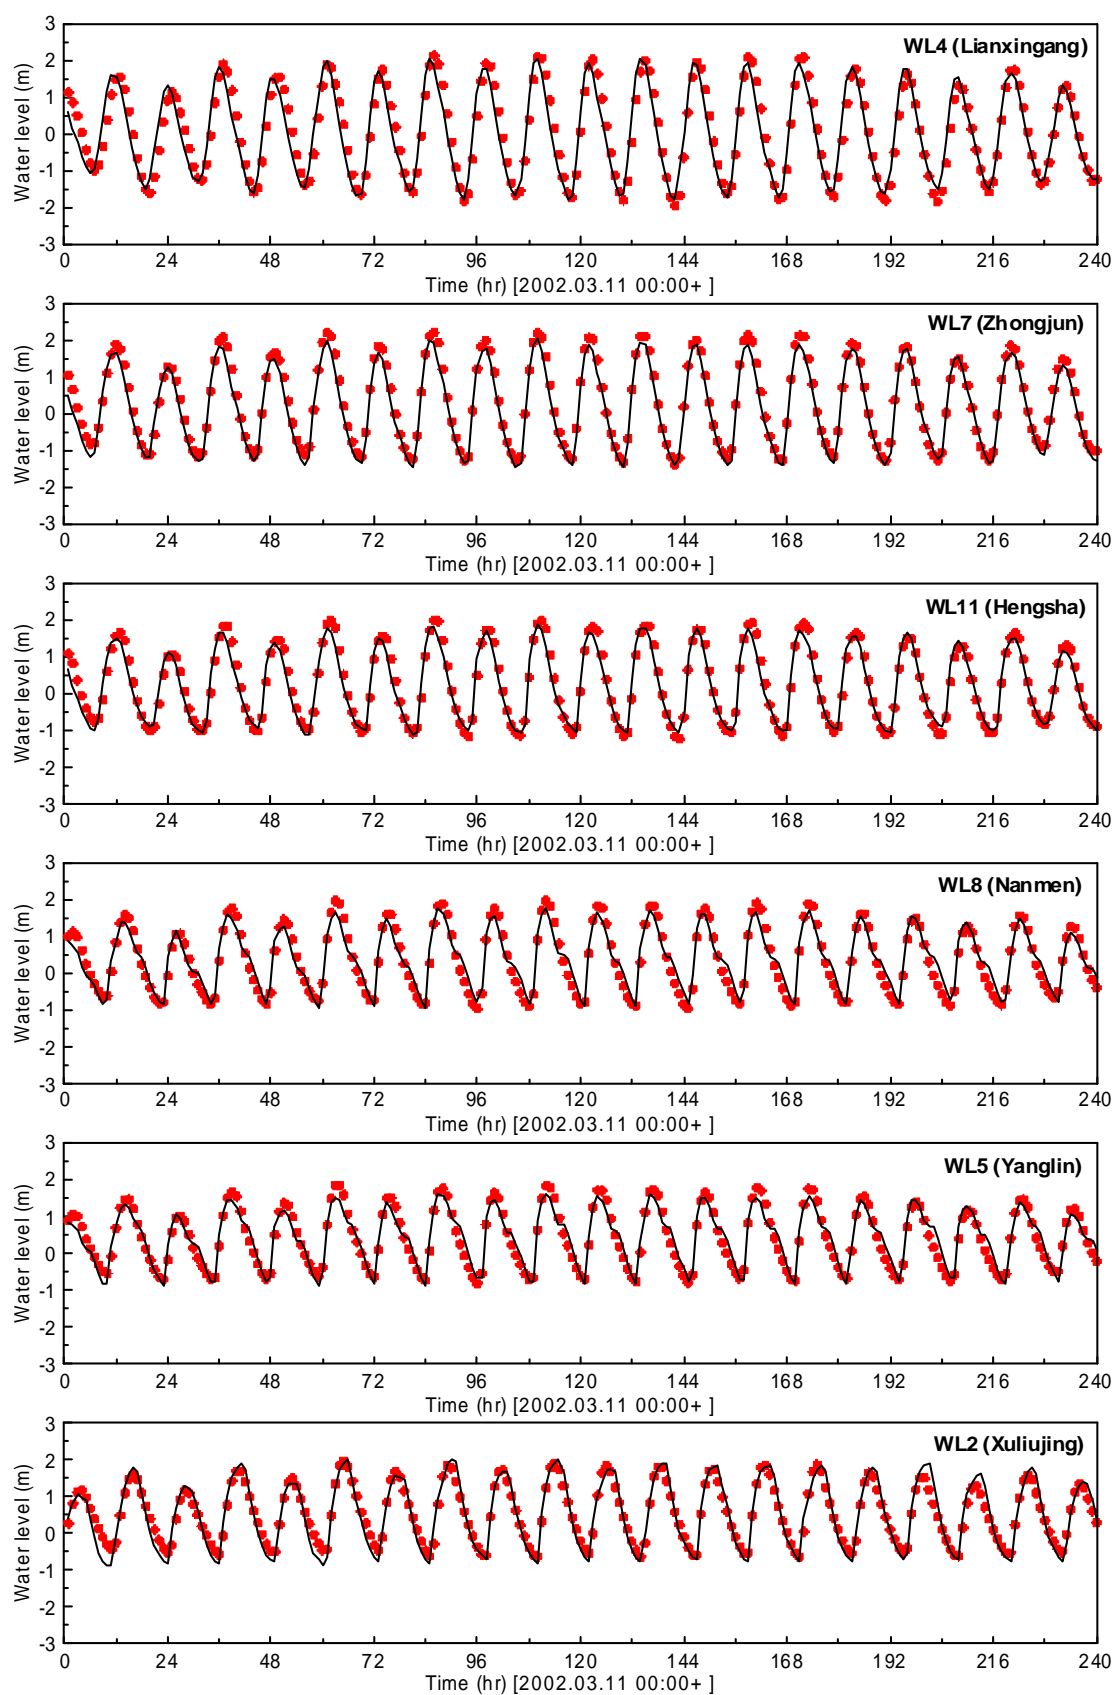 3
WL4 (Lianxingang)
2
1
0
-1
-2
-3
Water level (m)
0 24 48 72 96 120 144 168 192 216 240
Time (hr) [2002.03.11 00:00+ ]
3
WL7 (Zhongjun)
2
1
0
-1
-2
-3
Water level (m)
0 24 48 72 96 120 144 168 192 216 240
Time (hr) [2002.03.11 00:00+ ]
3
WL11 (Hengsha)
2
1
0
-1
-2
-3
Water level (m)
0 24 48 72 96 120 144 168 192 216 240
Time (hr) [2002.03.11 00:00+ ]
3
WL8 (Nanmen)
2
1
0
-1
-2
-3
Water level (m)
0 24 48 72 96 120 144 168 192 216 240
Time (hr) [2002.03.11 00:00+ ]
3
WL5 (Yanglin)
2
1
0
-1
-2
-3
Water level (m)
0 24 48 72 96 120 144 168 192 216 240
Time (hr) [2002.03.11 00:00+ ]
3
WL2 (Xuliujing)
2
1
0
-1
-2
-3
Water level (m)
0 24 48 72 96 120 144 168 192 216 240
Time (hr) [2002.03.11 00:00+ ]